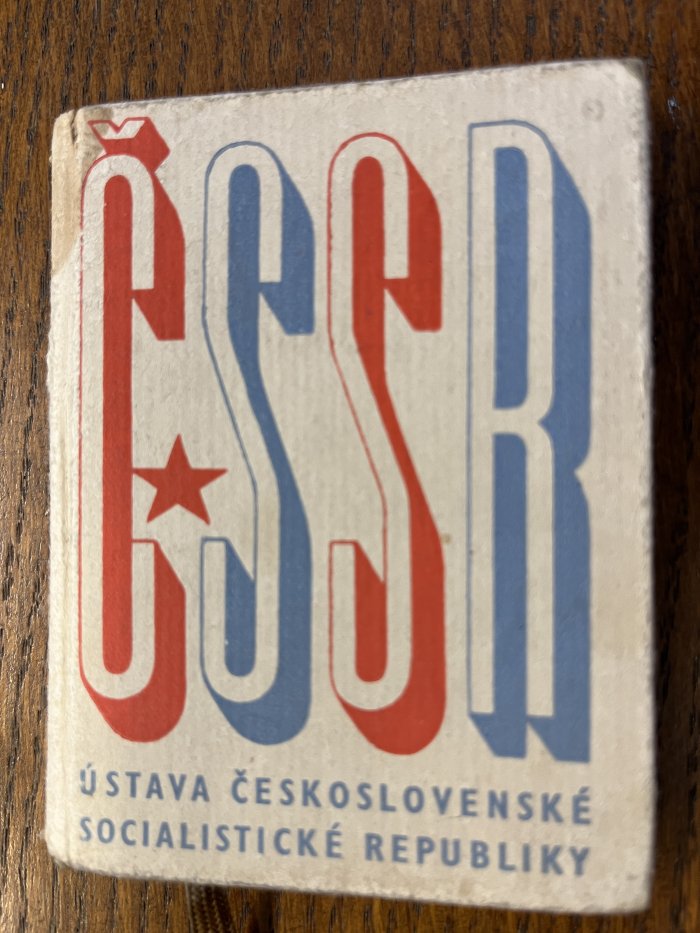 ČSSR
ÚSTAVA ČESKOSLOVENSKÉ
SOCIALISTICKÉ REPUBLIKY